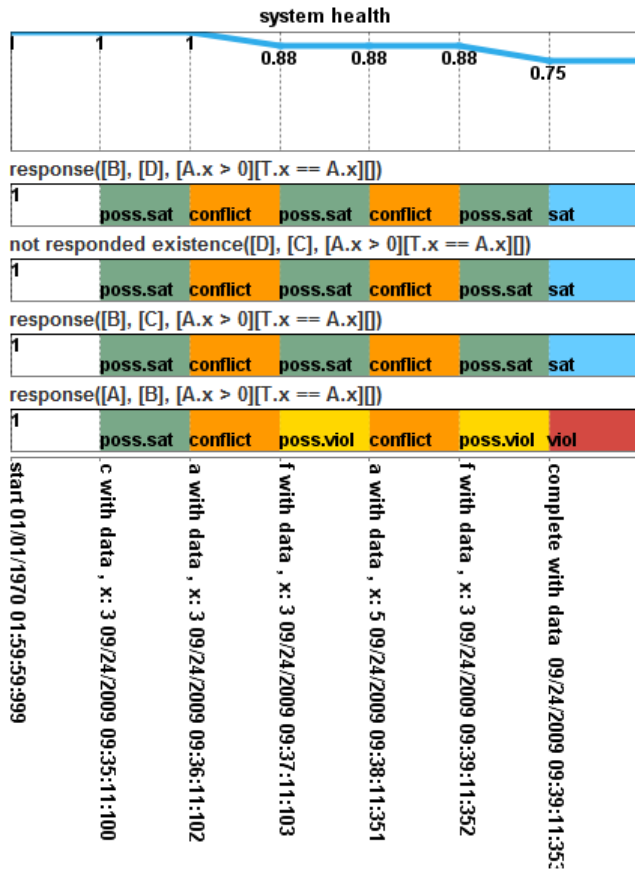 system health
1 1 1 0.88 0.88 0.88 0.75
response([B], [D], [A.x > 0][T.x == A.x][])
1
poss.sat conflict poss.sat conflict poss.sat sat
not responded existence([D], [C], [A.x > 0][T.x == A.x][])
1
poss.sat conflict poss.sat conflict poss.sat sat
response([B], [C], [A.x > 0][T.x == A.x][])
1
poss.sat conflict poss.sat conflict poss.sat sat
response([A], [B], [A.x > 0][T.x == A.x][])
1
poss.sat conflict poss.viol conflict poss.viol viol
start 01/01/1970 01:59:59:999
c with data , x: 3 09/24/2009 09:35:11:100
a with data , x: 3 09/24/2009 09:36:11:102
f with data , x: 3 09/24/2009 09:37:11:103
a with data , x: 5 09/24/2009 09:38:11:351
f with data , x: 3 09/24/2009 09:39:11:352
complete with data 09/24/2009 09:39:11:353